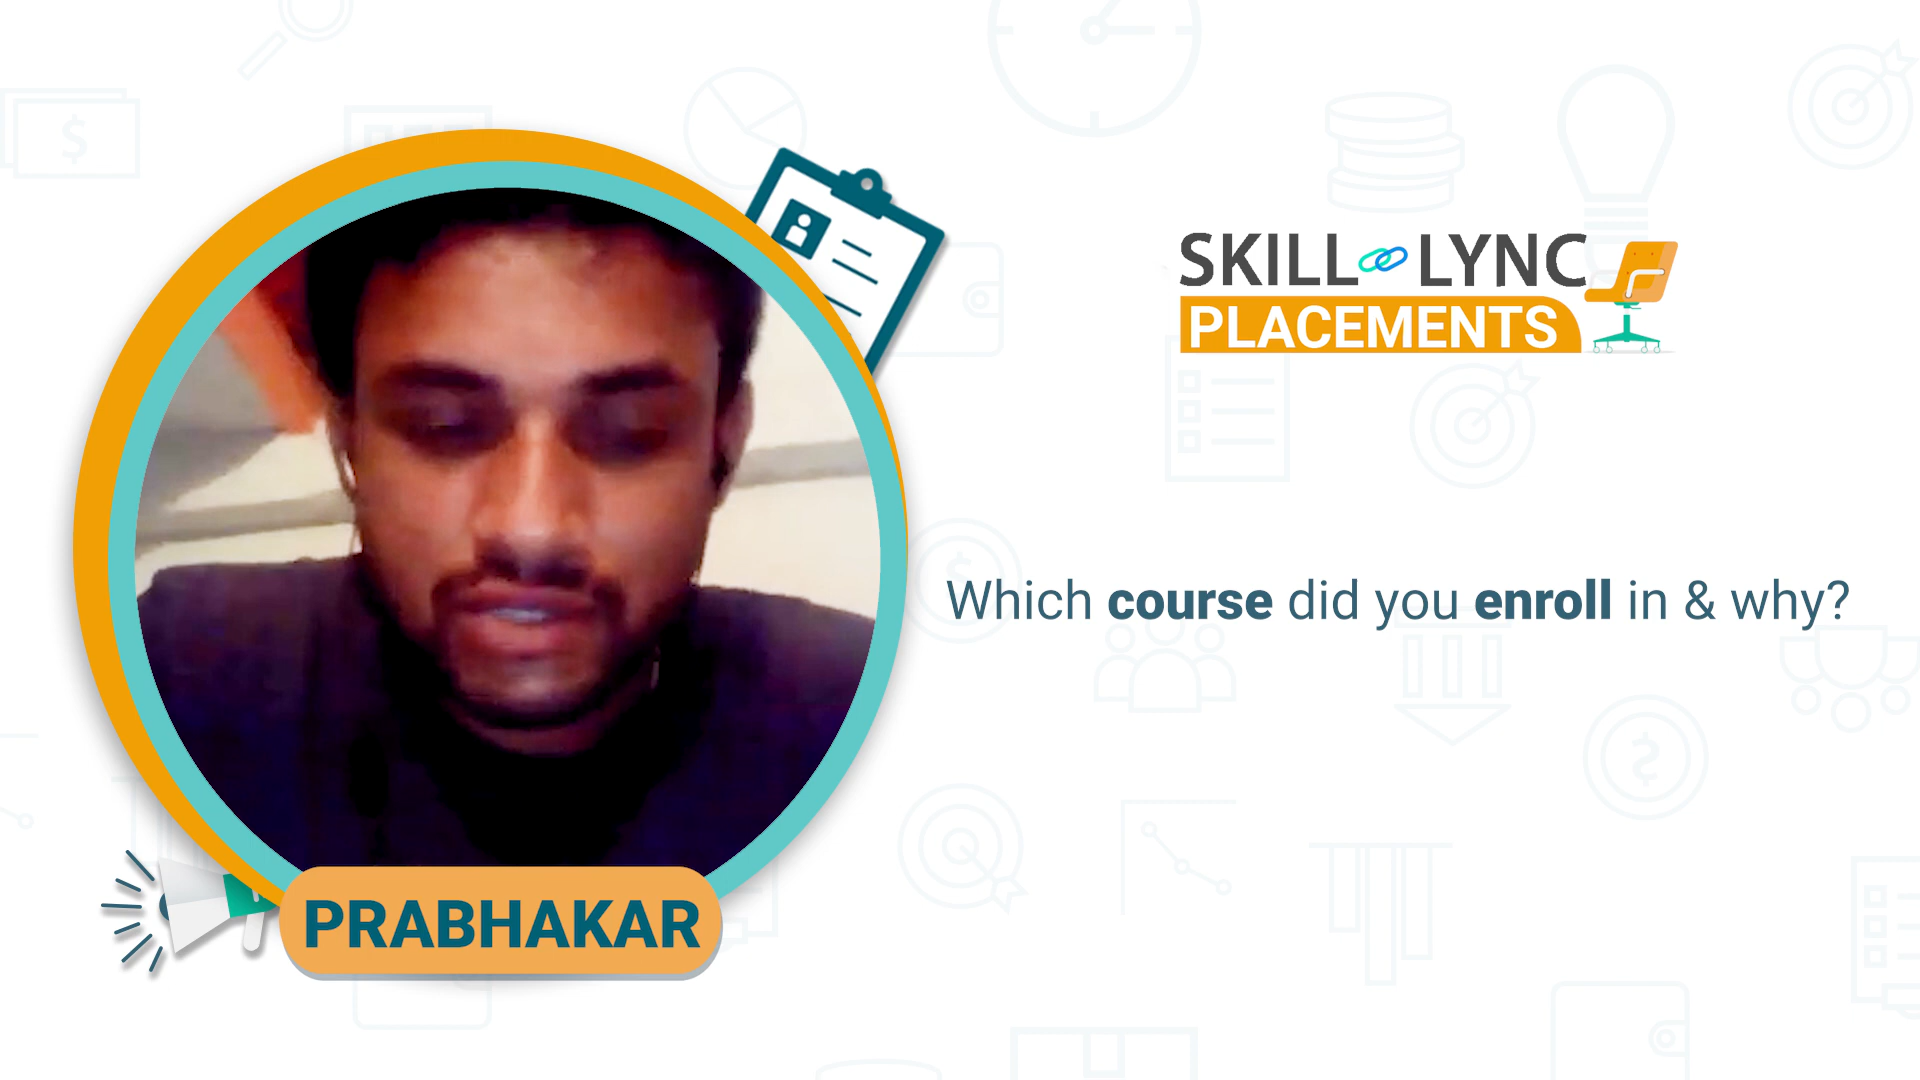 SKILL LYNC
PLACEMENTS
Which course did you enroll in & why?
PRABHAKAR